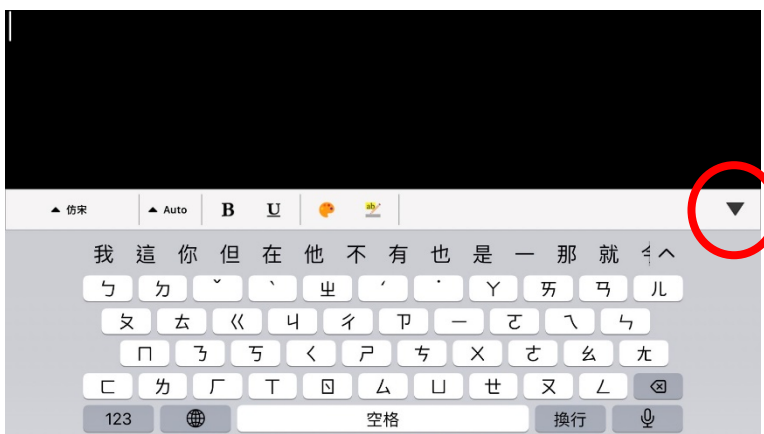 ▲ 仿宋 ▲ Auto B U ab
我 這 你 但 在 他 不 有 也 是 一 那 就
ㄅ ㄉ ˇ ˋ ㄓ ˊ ˙ ㄚ ㄞ ㄢ ㄦ
ㄆ ㄊ ㄍ ㄐ ㄔ ㄗ ㄧ ㄛ ㄟ ㄣ
ㄇ ㄋ ㄎ ㄑ ㄕ ㄘ ㄨ ㄜ ㄠ ㄤ
ㄈ ㄌ ㄏ ㄒ ㄖ ㄙ ㄩ ㄝ ㄡ ㄥ
123 空格 換行